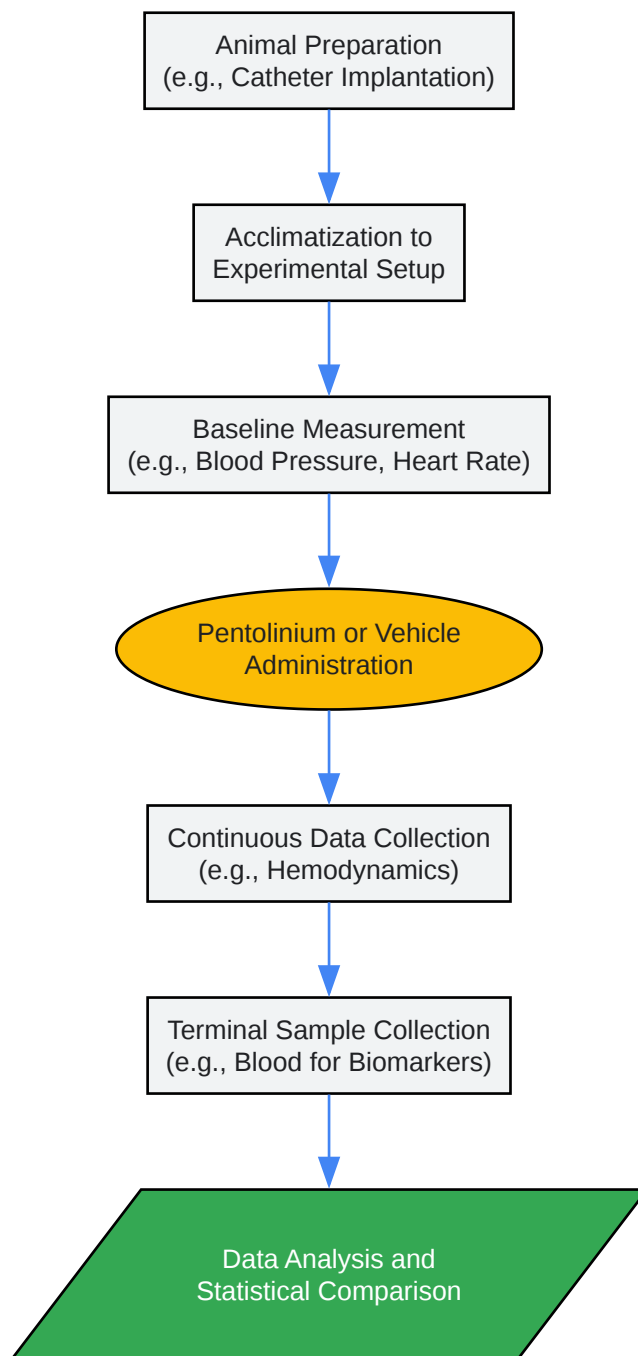 Animal Preparation
(e.g., Catheter Implantation)
Acclimatization to
Experimental Setup
Baseline Measurement
(e.g., Blood Pressure, Heart Rate)
Pentolinium or Vehicle
Administration
Continuous Data Collection
(e.g., Hemodynamics)
Terminal Sample Collection
(e.g., Blood for Biomarkers)
Data Analysis and
Statistical Comparison